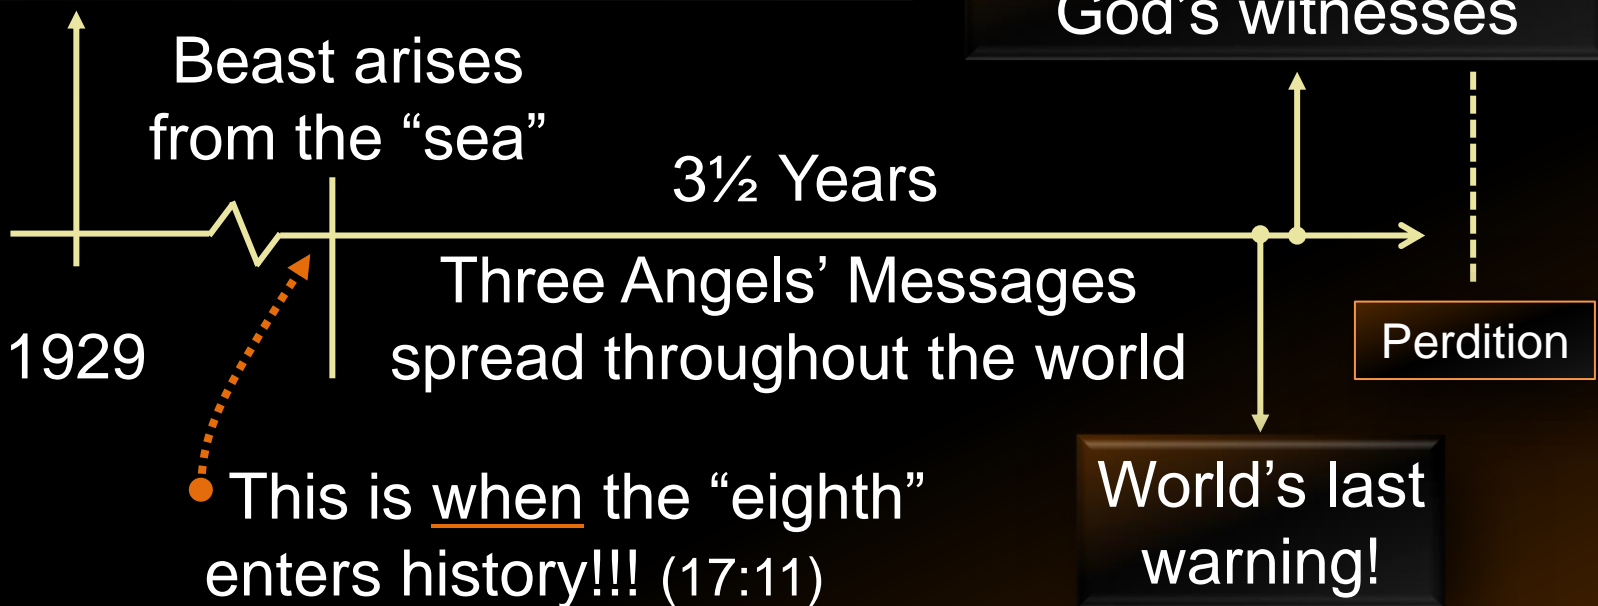 God's witnesses
Beast arises
from the “sea”
3½ Years
Three Angels’ Messages
spread throughout the world
1929
Perdition
This is when the “eighth”
enters history!!! (17:11)
World’s last
warning!